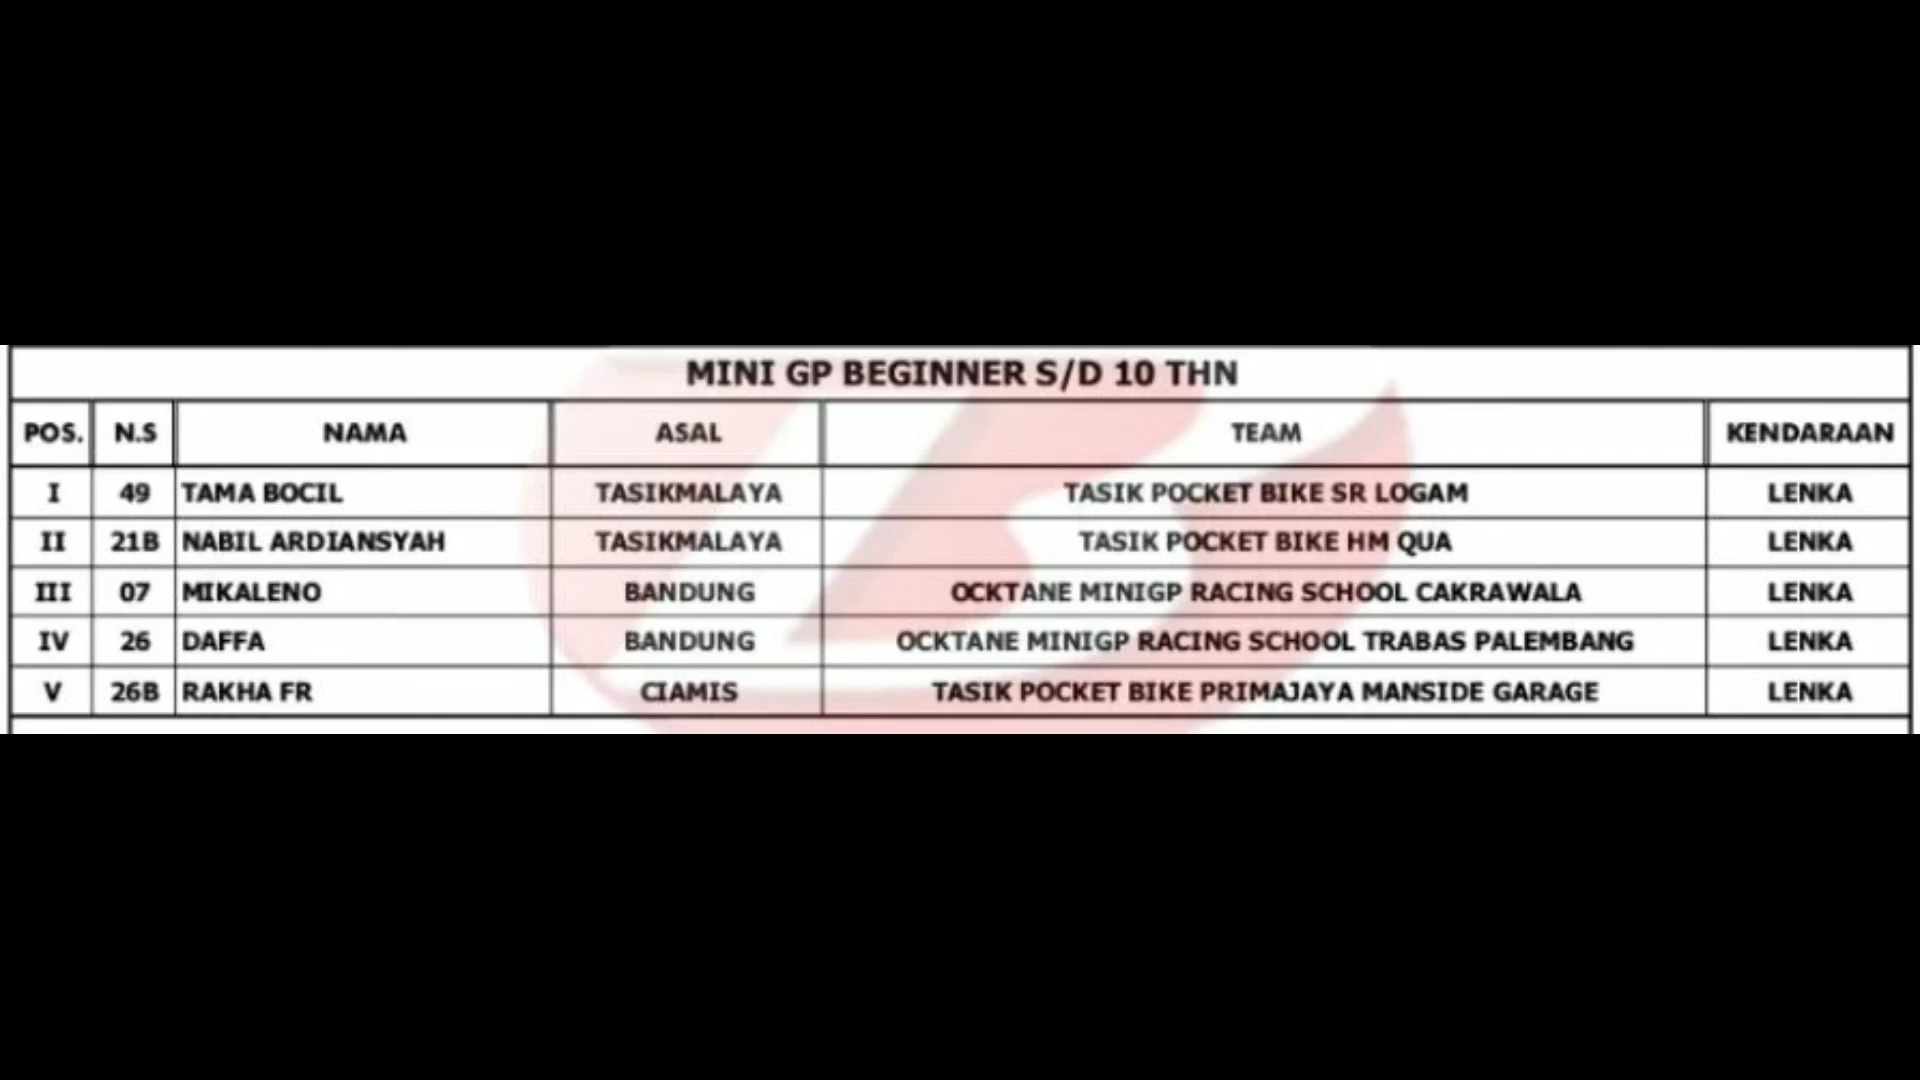 MINI GP BEGINNER S/D 10 THN
POS. N.S NAMA ASAL TEAM KENDARAAN
I 49 TAMA BOCIL TASIKMALAYA TASIK POCKET BIKE SR LOGAM LENKA
II 21B NABIL ARDIANSYAH TASIKMALAYA TASIK POCKET BIKE HM QUA LENKA
III 07 MIKALENO BANDUNG OCKTANE MINIGP RACING SCHOOL CAKRAWALA LENKA
IV 26 DAFFA BANDUNG OCKTANE MINIGP RACING SCHOOL TRABAS PALEMBANG LENKA
V 26B RAKHA FR CIAMIS TASIK POCKET BIKE PRIMAJAYA MANSIDE GARAGE LENKA